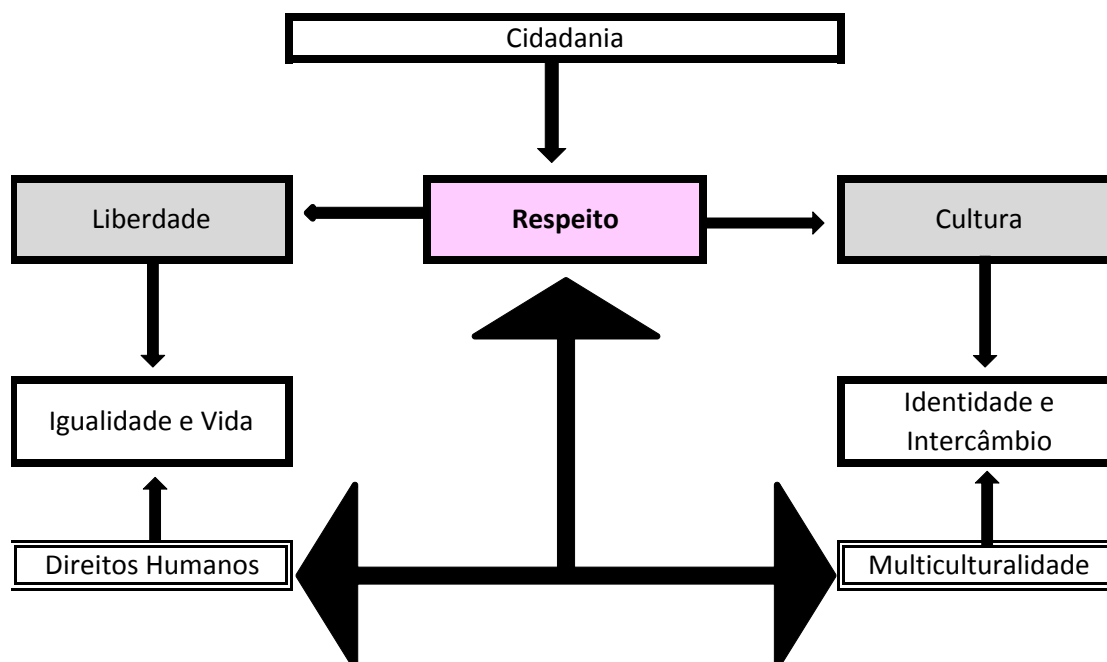 Cidadania
Liberdade
Respeito
Cultura
Igualidade e Vida
Identidade e
Intercâmbio
Direitos Humanos
Multiculturalidade